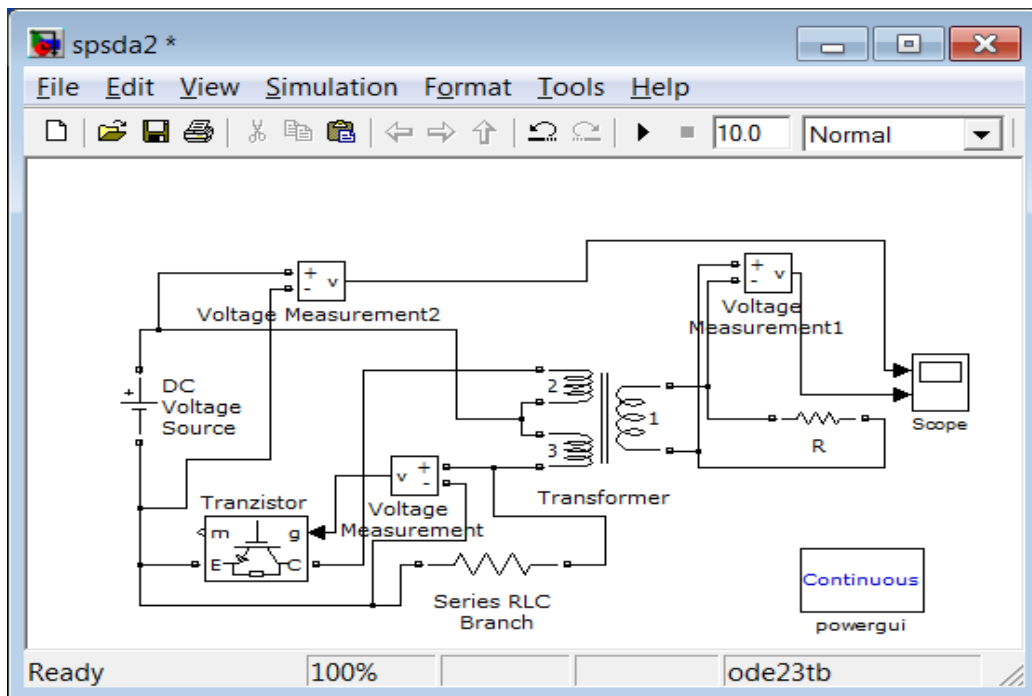 spsda2 *
File Edit View Simulation Format Tools Help
10.0 Normal
+ - v
Voltage Measurement2
+ - v
Voltage
Measurement1
+
DC
Voltage
Source
2
3
1
R
Scope
Transformer
v + -
Voltage
Measurement
Tranzistor
m g
E C
Series RLC
Branch
Continuous
powergui
Ready 100% ode23tb